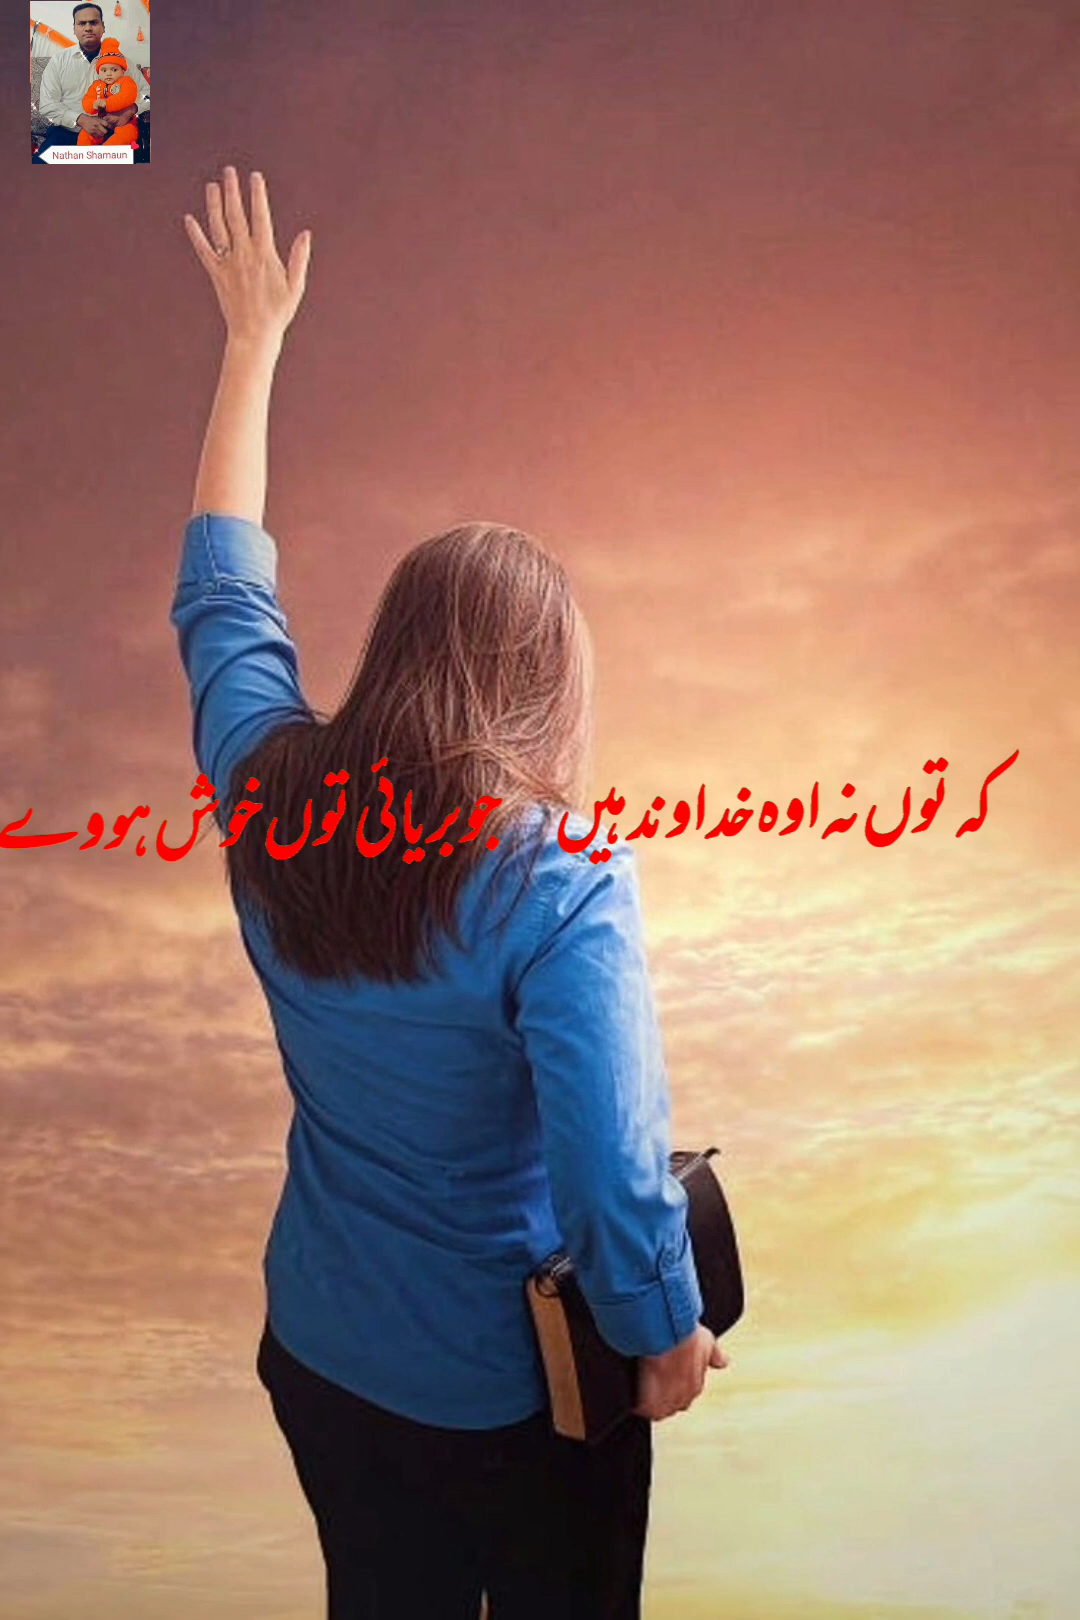 Nathan Shamaun
کہ توں نہ اوہ خداوند ہیں جو بریائی توں خوش ہووے